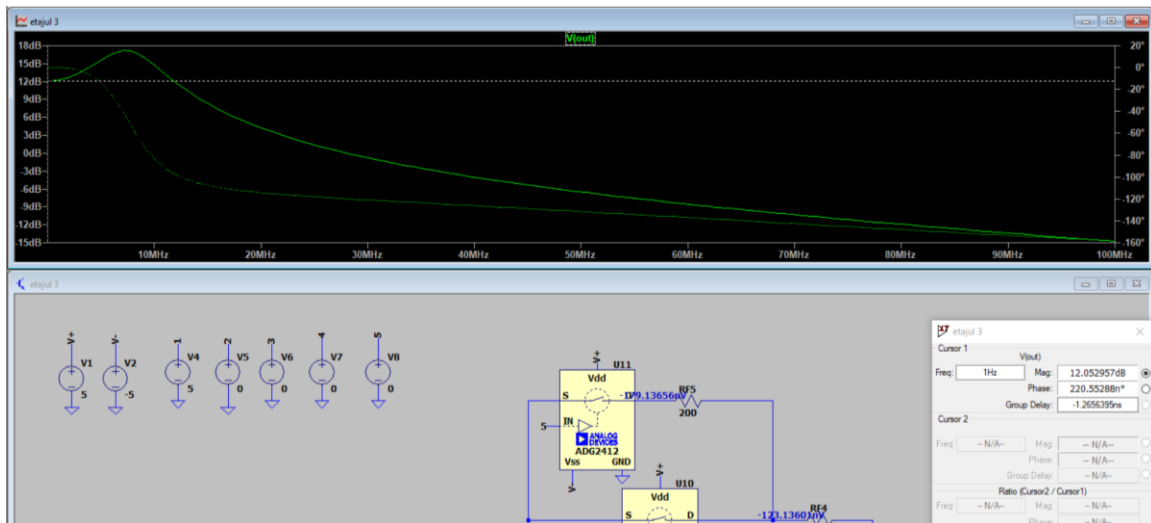 etajul 3
V(out)
18dB
15dB
12dB
9dB
6dB
3dB
0dB
-3dB
-6dB
-9dB
-12dB
-15dB
20°
0°
-20°
-40°
-60°
-80°
-100°
-120°
-140°
-160°
10MHz 20MHz 30MHz 40MHz 50MHz 60MHz 70MHz 80MHz 90MHz 100MHz
etajul 3
V+ V- 1 2 3 4 5
V1 V2 V4 V5 V6 V7 V8
5 -5 5 0 0 0 0
V+
U11
Vdd
S
RF5
200
5
IN
ANALOG
DEVICES
ADG2412
Vss GND
V-
V+
U10
Vdd
S D
-123.13601nV
RF4
etajul 3
Cursor 1
V(out)
Freq: 1Hz Mag: 12.052957dB
Phase: 220.55288n°
Group Delay: -1.2656395ns
Cursor 2
Freq: -- N/A-- Mag: -- N/A--
Phase: -- N/A--
Group Delay: -- N/A--
Ratio (Cursor2 / Cursor1)
Freq: -- N/A-- Mag: -- N/A--
Phase: -- N/A--